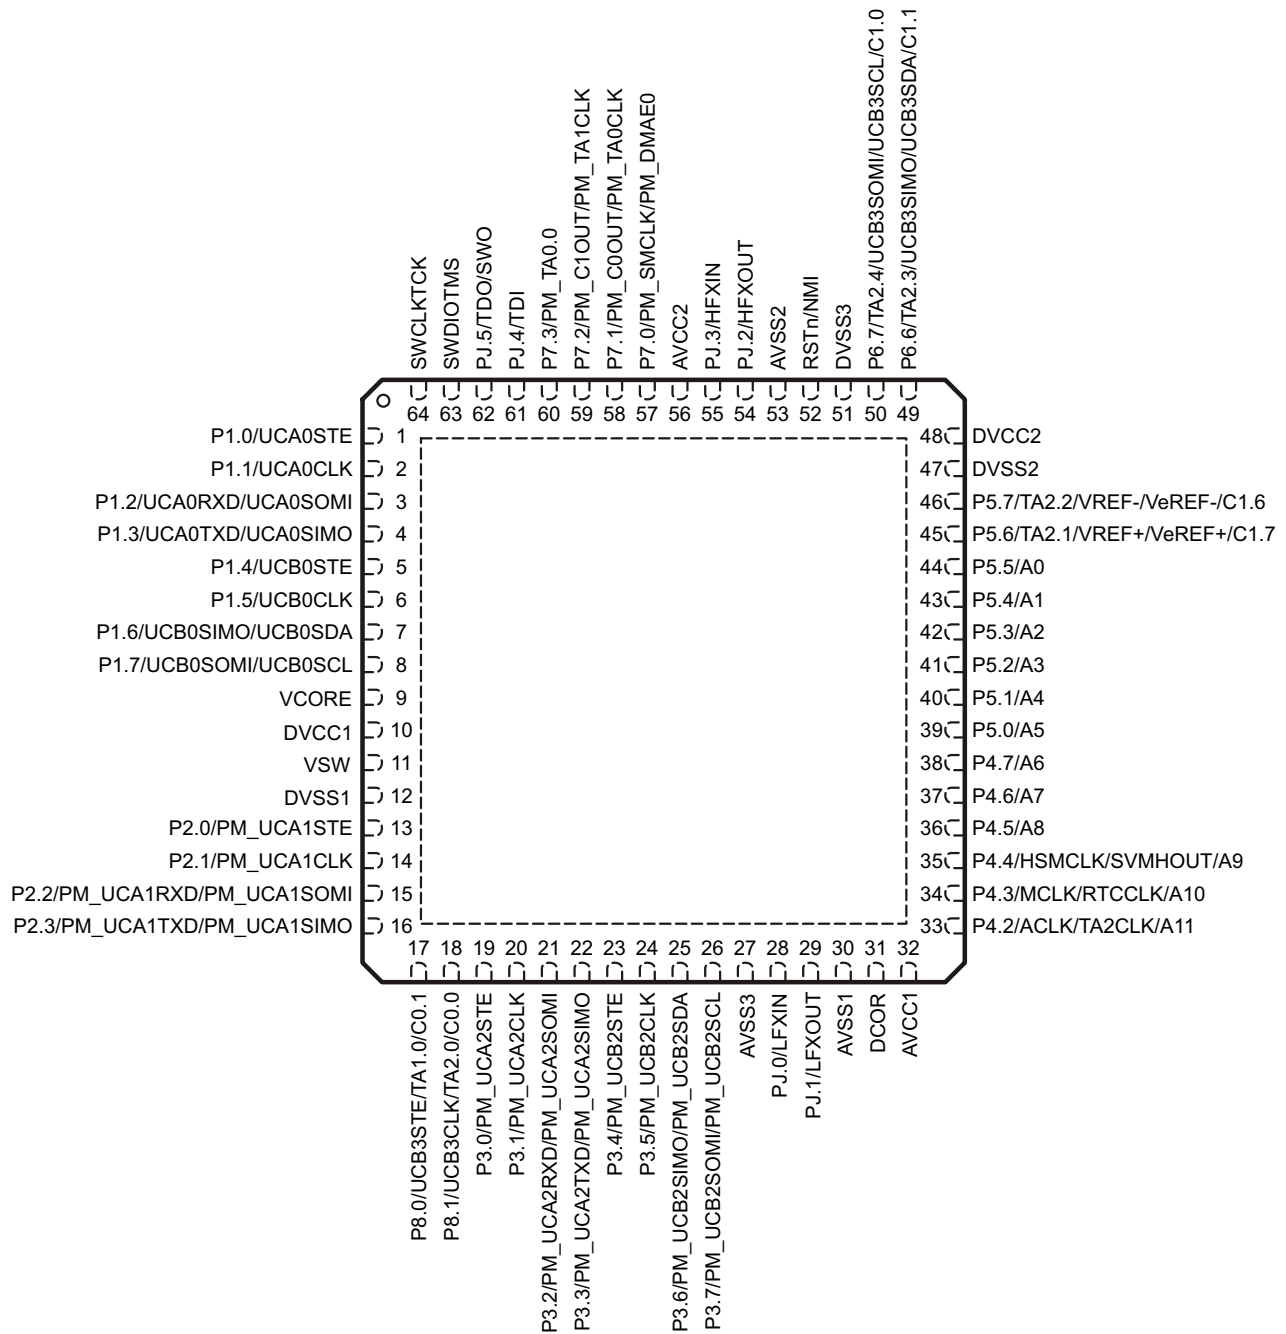 P6.7/TA2.4/UCB3SOMI/UCB3SCL/C1.0
P6.6/TA2.3/UCB3SIMO/UCB3SDA/C1.1
SWCLKTCK
SWDIOTMS
PJ.5/TDO/SWO
PJ.4/TDI
P7.3/PM_TA0.0
P7.2/PM_C1OUT/PM_TA1CLK
P7.1/PM_C0OUT/PM_TA0CLK
P7.0/PM_SMCLK/PM_DMAE0
AVCC2
PJ.3/HFXIN
PJ.2/HFXOUT
AVSS2
RSTn/NMI
DVSS3
64 63 62 61 60 59 58 57 56 55 54 53 52 51 50 49
P1.0/UCA0STE 1
P1.1/UCA0CLK 2
P1.2/UCA0RXD/UCA0SOMI 3
P1.3/UCA0TXD/UCA0SIMO 4
P1.4/UCB0STE 5
P1.5/UCB0CLK 6
P1.6/UCB0SIMO/UCB0SDA 7
P1.7/UCB0SOMI/UCB0SCL 8
VCORE 9
DVCC1 10
VSW 11
DVSS1 12
P2.0/PM_UCA1STE 13
P2.1/PM_UCA1CLK 14
P2.2/PM_UCA1RXD/PM_UCA1SOMI 15
P2.3/PM_UCA1TXD/PM_UCA1SIMO 16
48 DVCC2
47 DVSS2
46 P5.7/TA2.2/VREF-/VeREF-/C1.6
45 P5.6/TA2.1/VREF+/VeREF+/C1.7
44 P5.5/A0
43 P5.4/A1
42 P5.3/A2
41 P5.2/A3
40 P5.1/A4
39 P5.0/A5
38 P4.7/A6
37 P4.6/A7
36 P4.5/A8
35 P4.4/HSMCLK/SVMHOUT/A9
34 P4.3/MCLK/RTCCLK/A10
33 P4.2/ACLK/TA2CLK/A11
17 18 19 20 21 22 23 24 25 26 27 28 29 30 31 32
P8.0/UCB3STE/TA1.0/C0.1
P8.1/UCB3CLK/TA2.0/C0.0
P3.0/PM_UCA2STE
P3.1/PM_UCA2CLK
P3.2/PM_UCA2RXD/PM_UCA2SOMI
P3.3/PM_UCA2TXD/PM_UCA2SIMO
P3.4/PM_UCB2STE
P3.5/PM_UCB2CLK
P3.6/PM_UCB2SIMO/PM_UCB2SDA
P3.7/PM_UCB2SOMI/PM_UCB2SCL
AVSS3
PJ.0/LFXIN
PJ.1/LFXOUT
AVSS1
DCOR
AVCC1